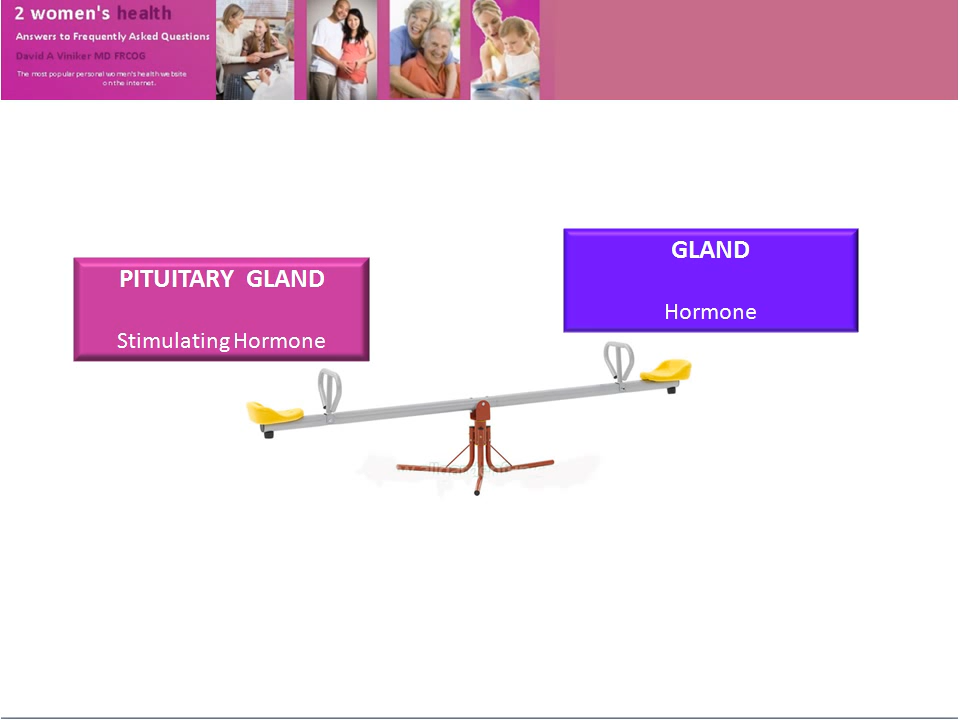 2 women's health
Answers to Frequently Asked Questions
David A Viniker MD FRCOG
The most popular personal women's health website
on the internet.
GLAND
Hormone
PITUITARY GLAND
Stimulating Hormone